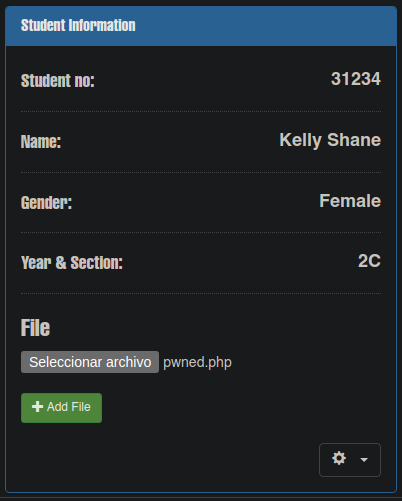 Student Information
Student no: 31234
Name: Kelly Shane
Gender: Female
Year & Section: 2C
File
Seleccionar archivo pwned.php
Add File